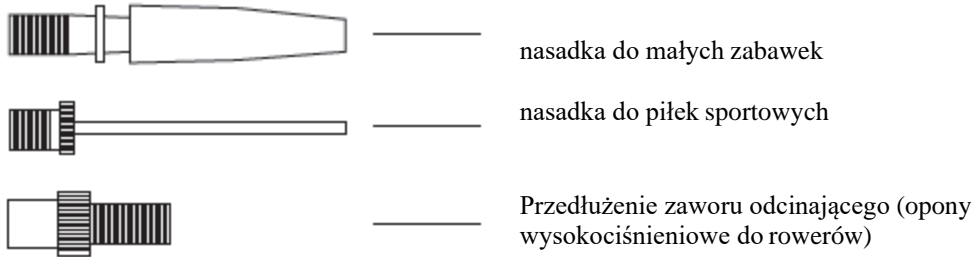 nasadka do małych zabawek
nasadka do piłek sportowych
Przedłużenie zaworu odcinającego (opony
wysokociśnieniowe do rowerów)